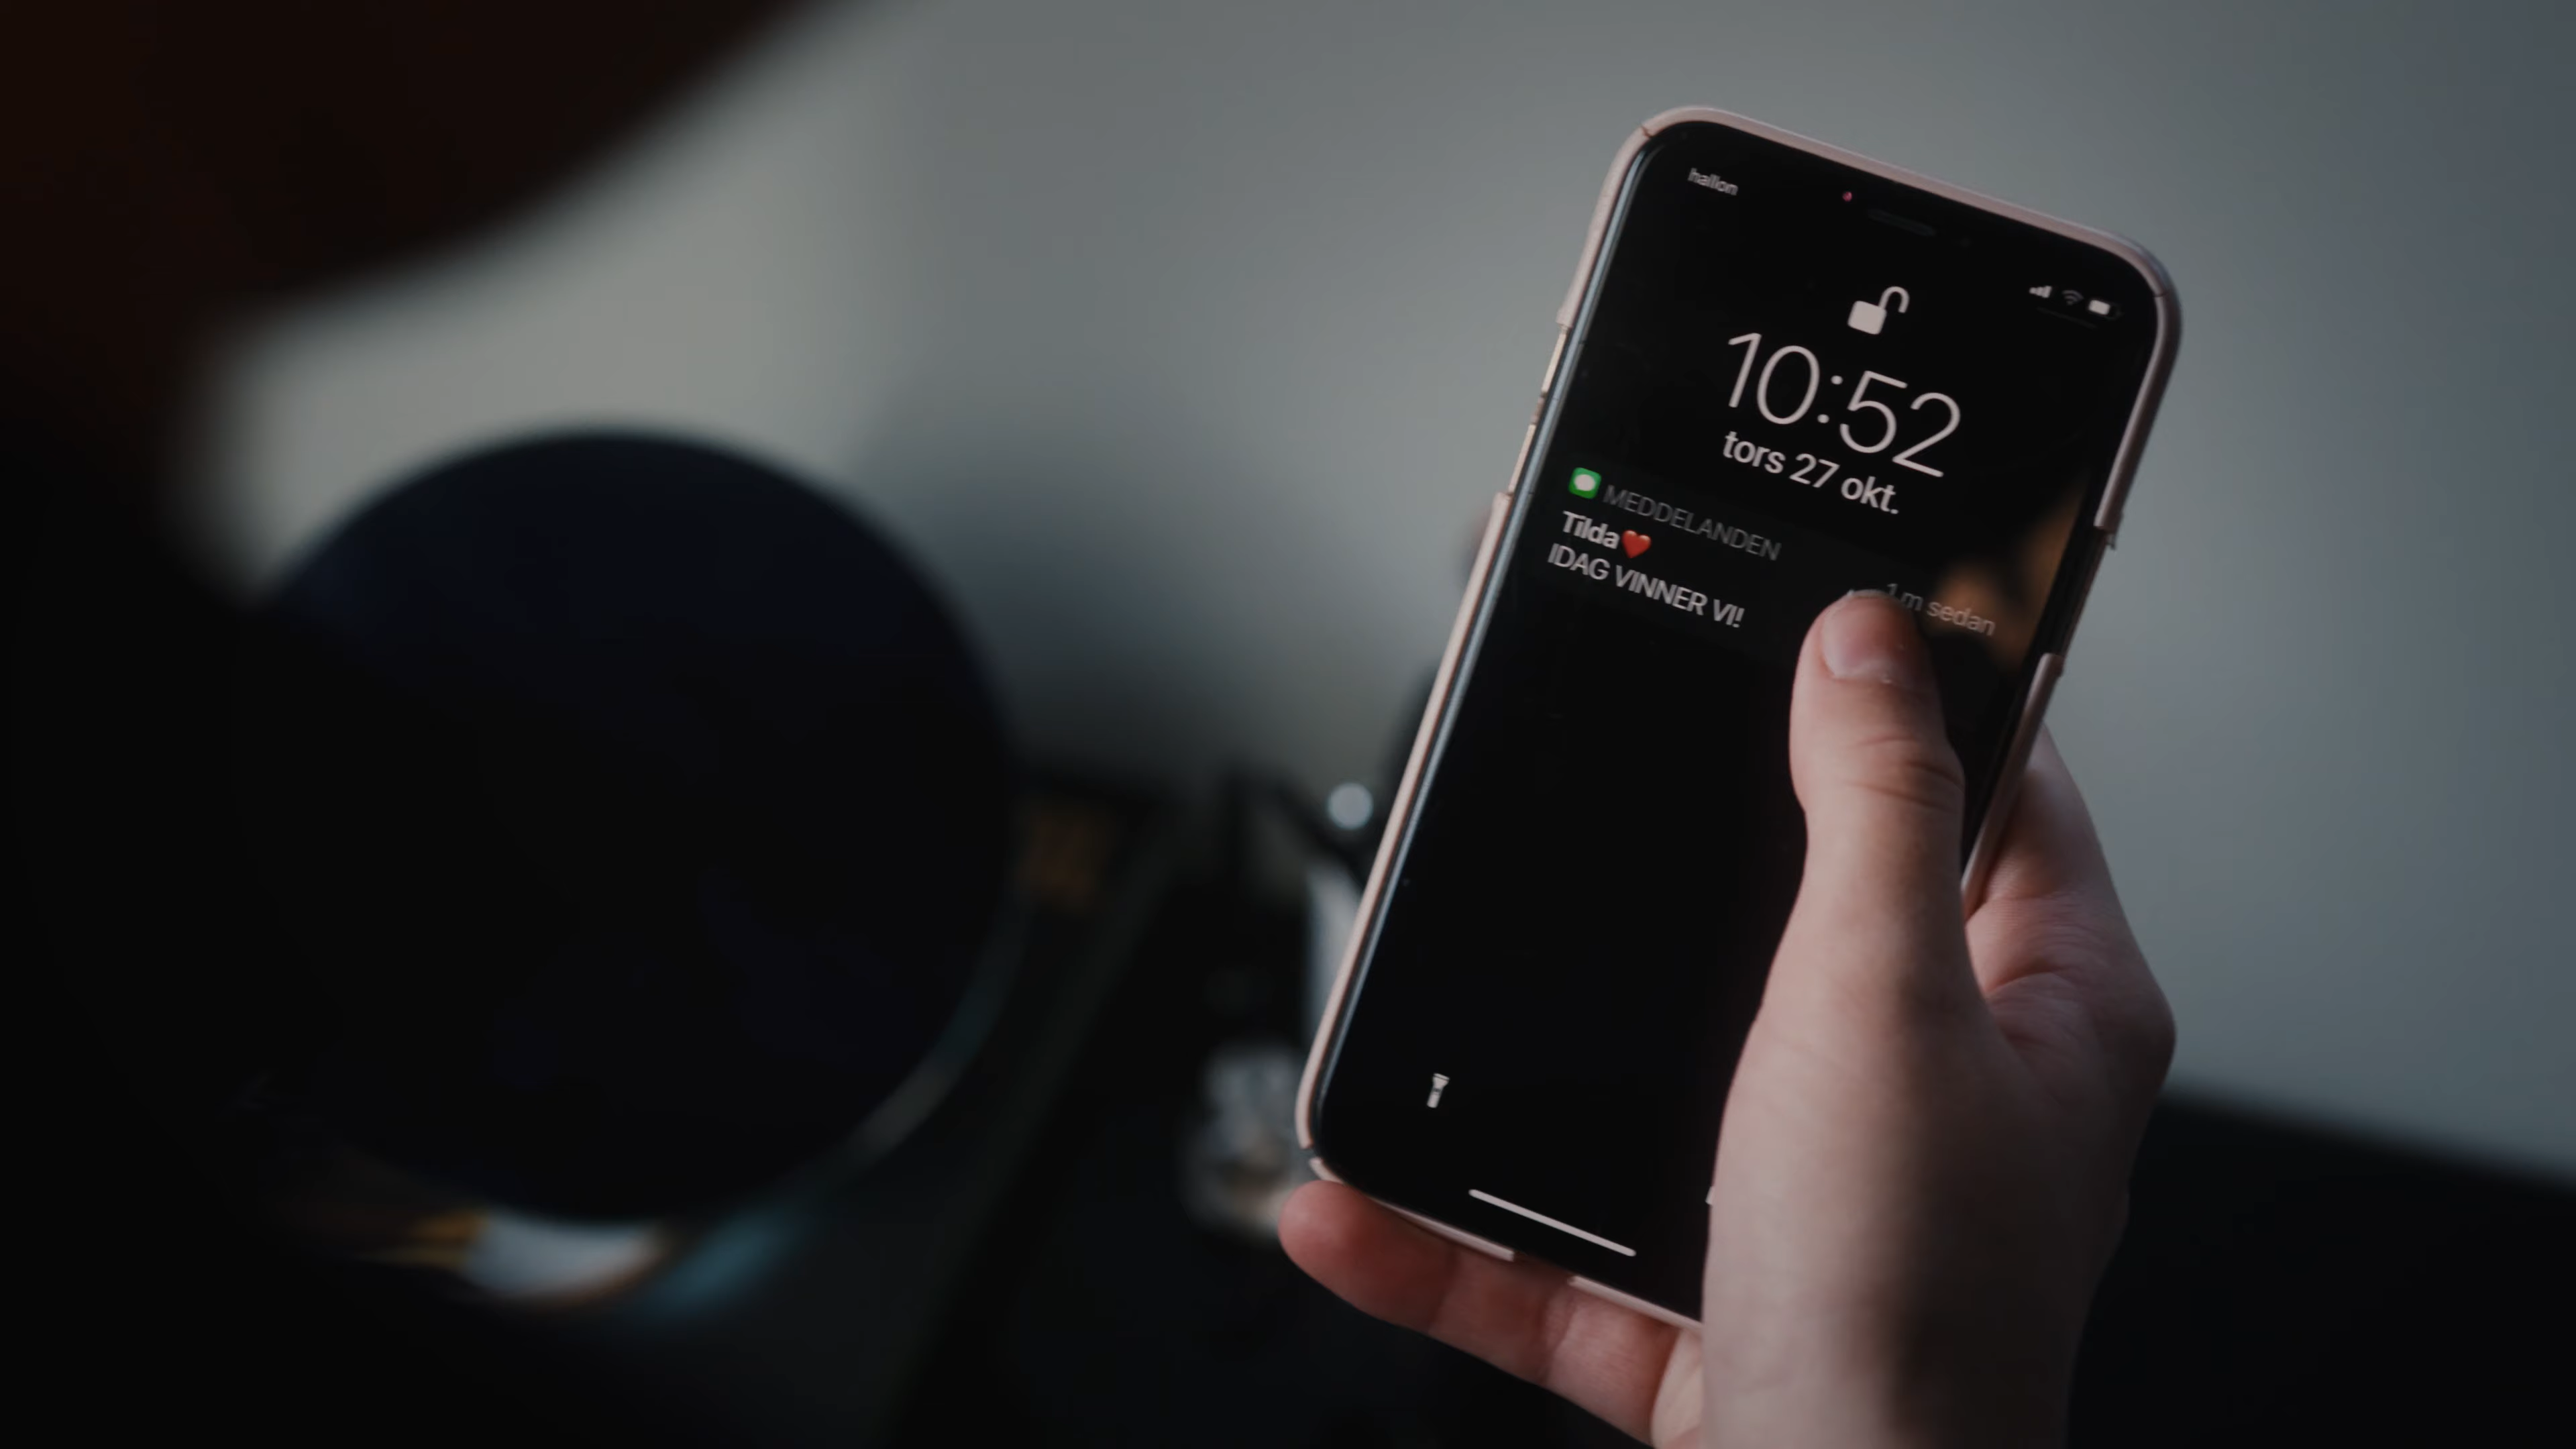 hallon
10:52
tors 27 okt.
MEDDELANDEN
1 m sedan
Tilda❤️
IDAG VINNER VI!